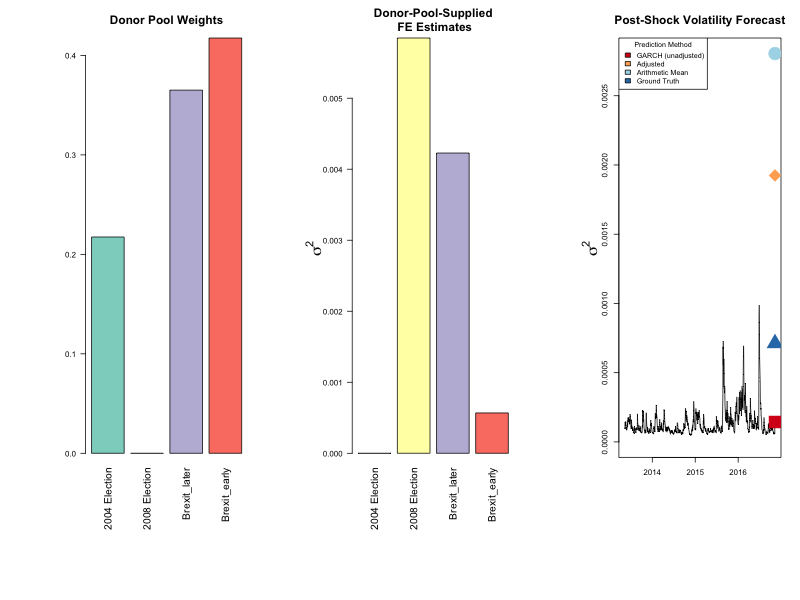 Donor Pool Weights
0.4
0.3
0.2
0.1
0.0
2004 Election
2008 Election
Brexit_later
Brexit_early
Donor-Pool-Supplied
FE Estimates
σ²
0.005
0.004
0.003
0.002
0.001
0.000
2004 Election
2008 Election
Brexit_later
Brexit_early
Post-Shock Volatility Forecast
Prediction Method
GARCH (unadjusted)
Adjusted
Arithmetic Mean
Ground Truth
σ²
0.0025
0.0020
0.0015
0.0010
0.0005
0.0000
2014
2015
2016